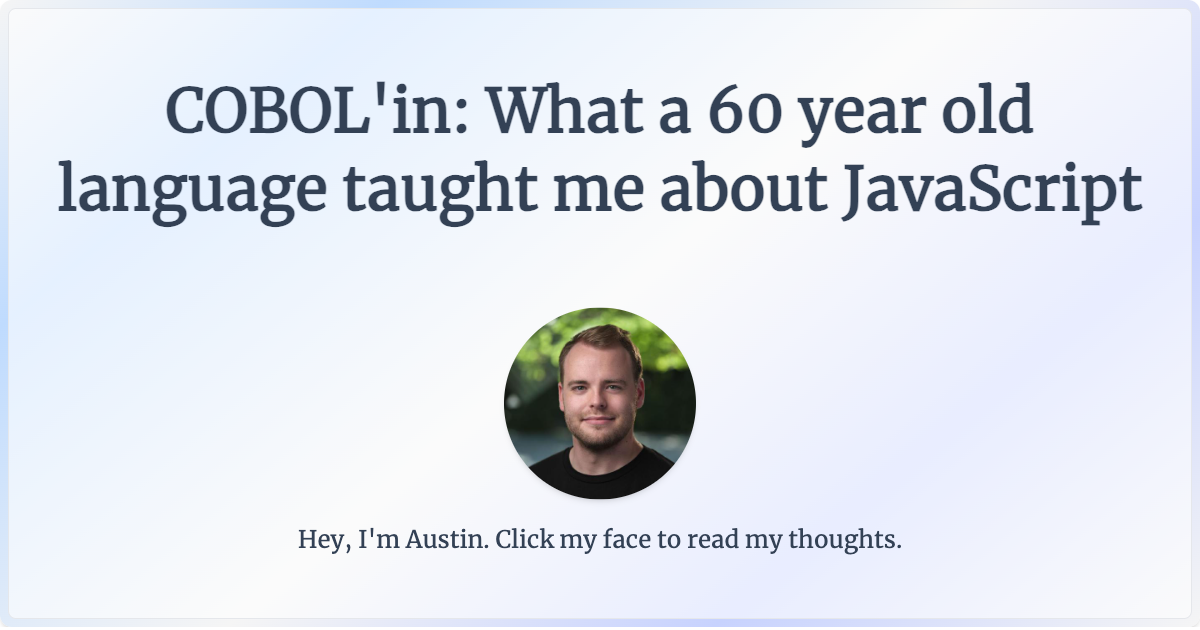 COBOL'in: What a 60 year old
language taught me about JavaScript
Hey, I'm Austin. Click my face to read my thoughts.